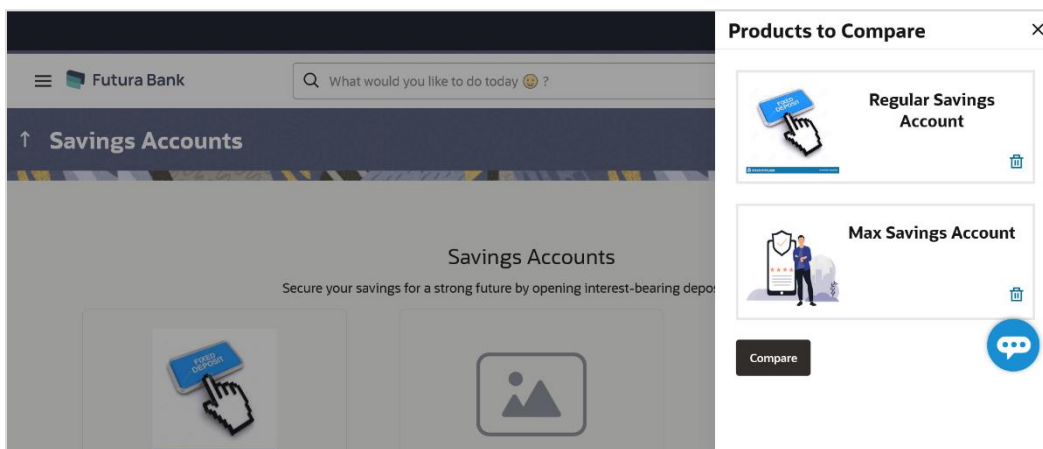 Products to Compare
Futura Bank
What would you like to do today 😀 ?
Savings Accounts
Savings Accounts
Secure your savings for a strong future by opening interest-bearing
FIXED
DEPOSIT
FIXED
DEPOSIT
Regular Savings
Account
Max Savings Account
Compare